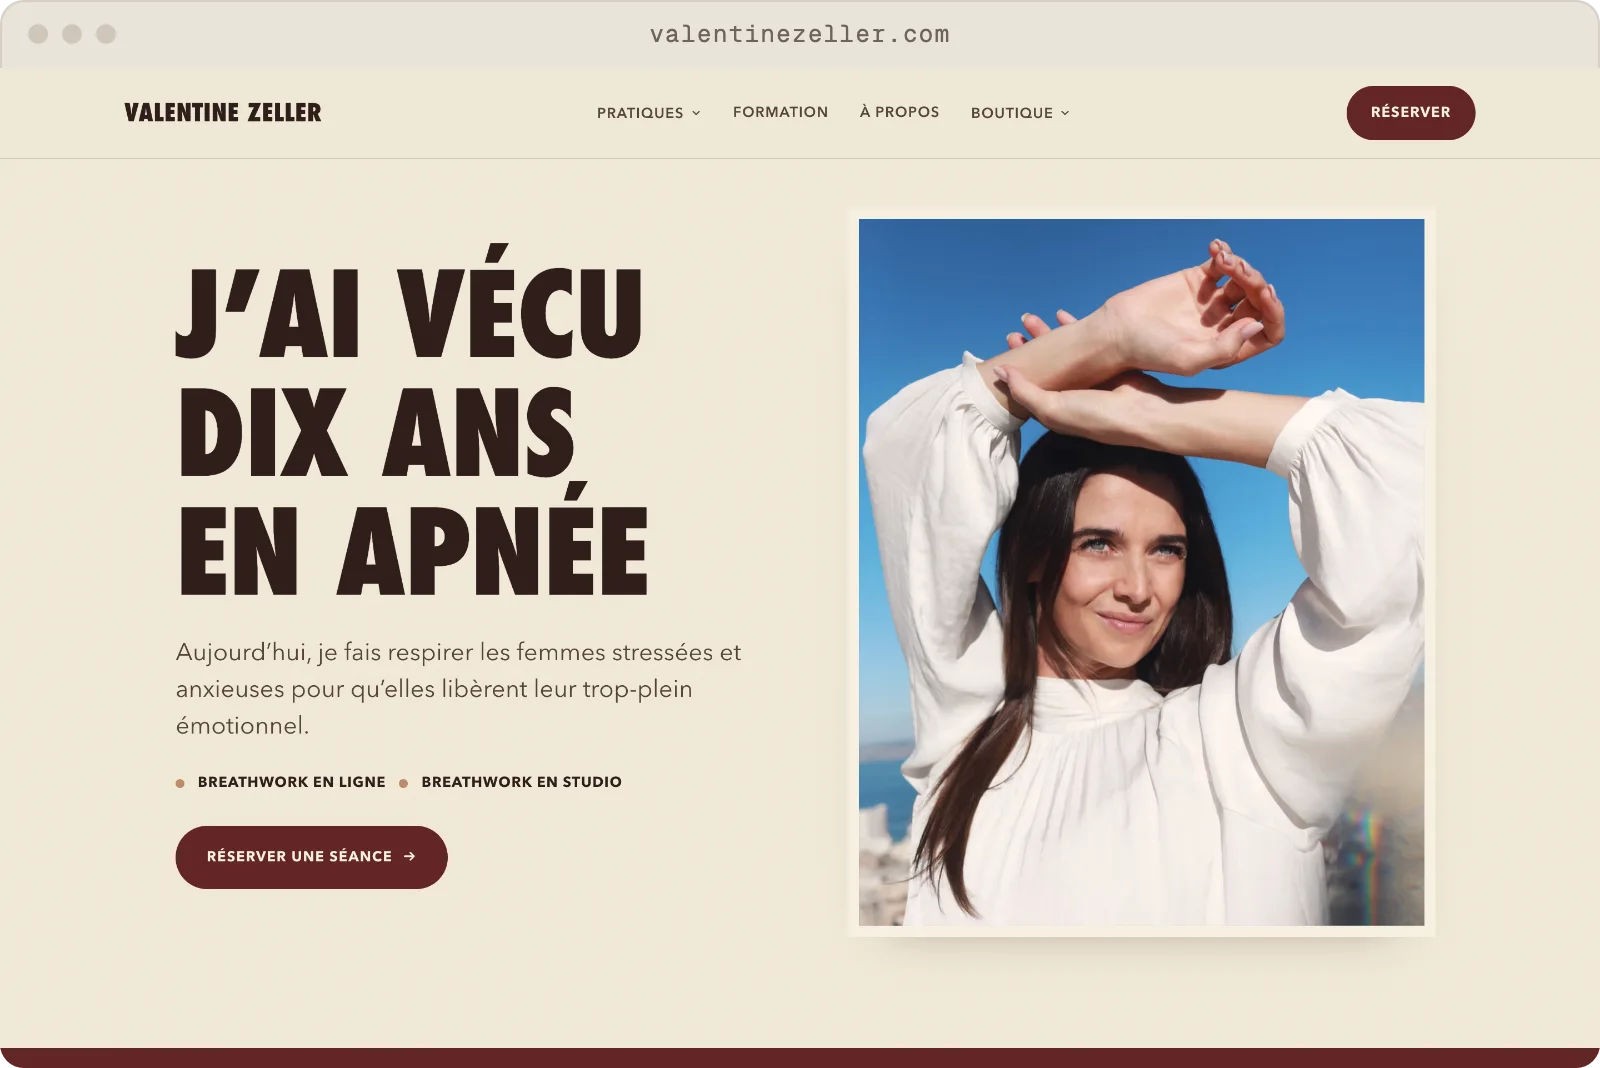 valentinezeller.com
VALENTINE ZELLER
PRATIQUES
FORMATION
À PROPOS
BOUTIQUE
RÉSERVER
J’AI VÉCU
DIX ANS
EN APNÉE
Aujourd’hui, je fais respirer les femmes stressées et
anxieuses pour qu’elles libèrent leur trop-plein
émotionnel.
BREATHWORK EN LIGNE
BREATHWORK EN STUDIO
RÉSERVER UNE SÉANCE →